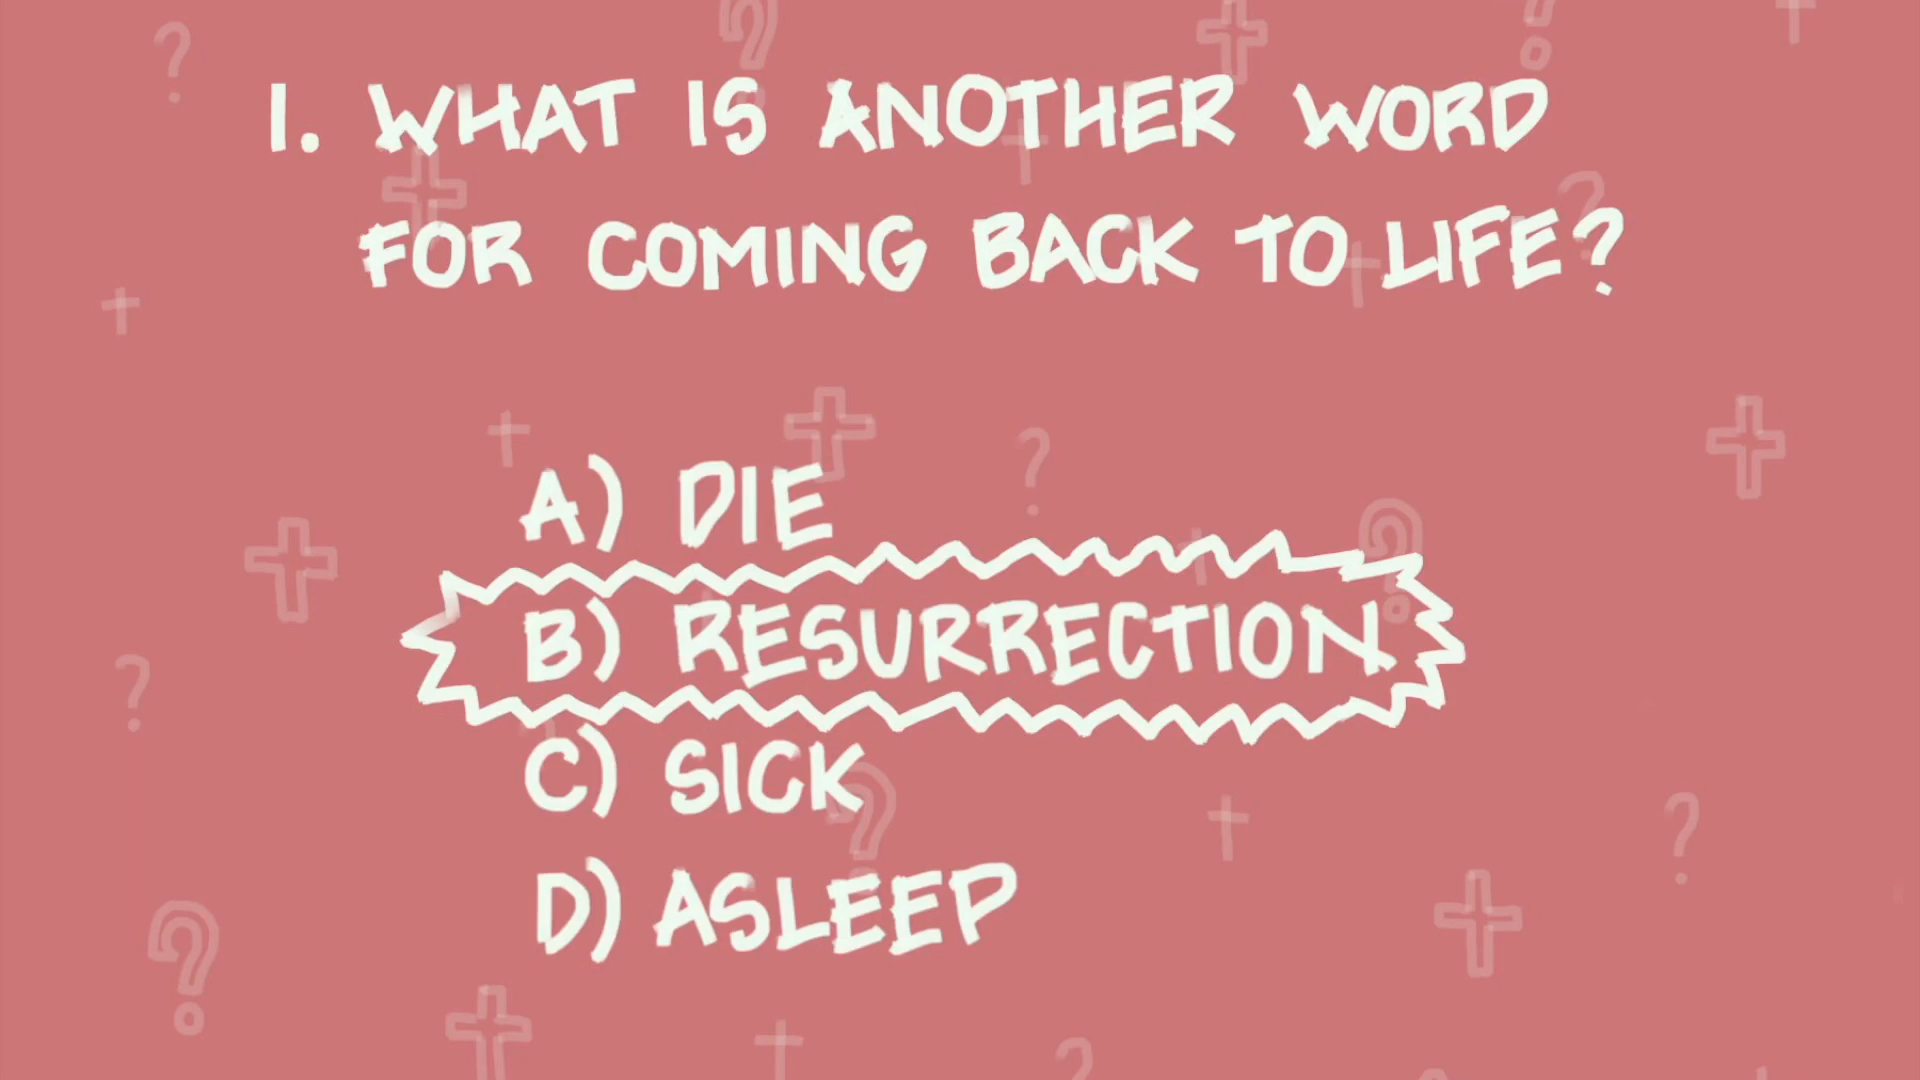 1. WHAT IS ANOTHER WORD
FOR COMING BACK TO LIFE?
A) DIE
B) RESURRECTION
C) SICK
D) ASLEEP